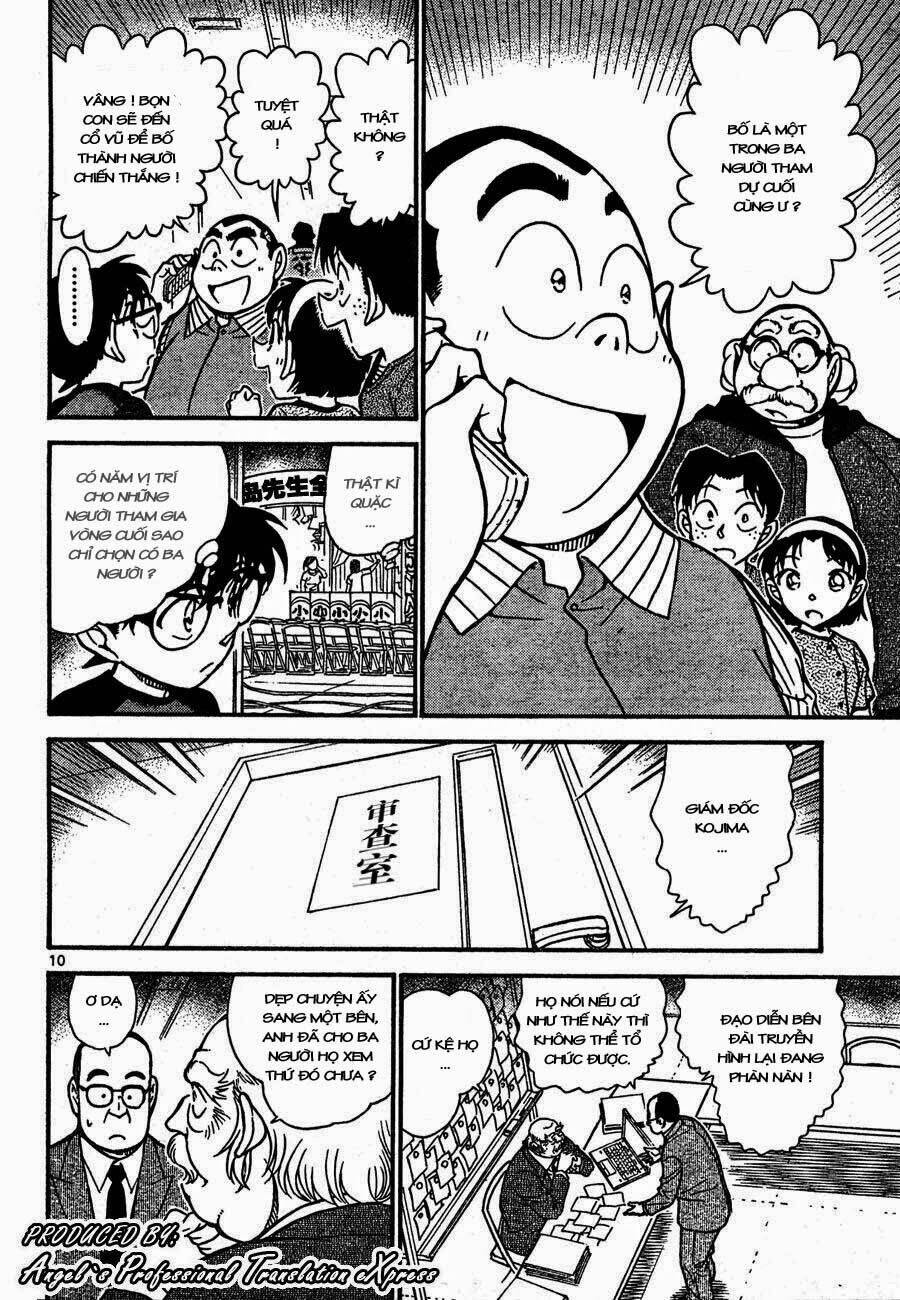 BỐ LÀ MỘT
TRONG BA
NGƯỜI THAM
DỰ CUỐI
CÙNG Ư ?
THẬT
KHÔNG
?
TUYỆT
QUÁ
!
VÂNG ! BỌN
CON SẼ ĐẾN
CỔ VŨ ĐỂ BỐ
THÀNH NGƯỜI
CHIẾN THẮNG !
.........
THẬT KÌ
QUẶC
...
島先生全
CÓ NĂM VỊ TRÍ
CHO NHỮNG
NGƯỜI THAM GIA
VÒNG CUỐI SAO
CHỈ CHỌN CÓ BA
NGƯỜI ?
GIÁM ĐỐC
KOJIMA
...
審査室
10
ĐẠO DIỄN BÊN
ĐÀI TRUYỀN
HÌNH LẠI ĐANG
PHÀN NÀN !
HỌ NÓI NẾU CỨ
NHƯ THẾ NÀY THÌ
KHÔNG THỂ TỔ
CHỨC ĐƯỢC.
CỨ KỆ HỌ
...
DẸP CHUYỆN ẤY
SANG MỘT BÊN,
ANH ĐÃ CHO BA
NGƯỜI HỌ XEM
THỨ ĐÓ CHƯA ?
Ơ DẠ
...
PRODUCED BY:
Angel`s Professional Translation eXpress